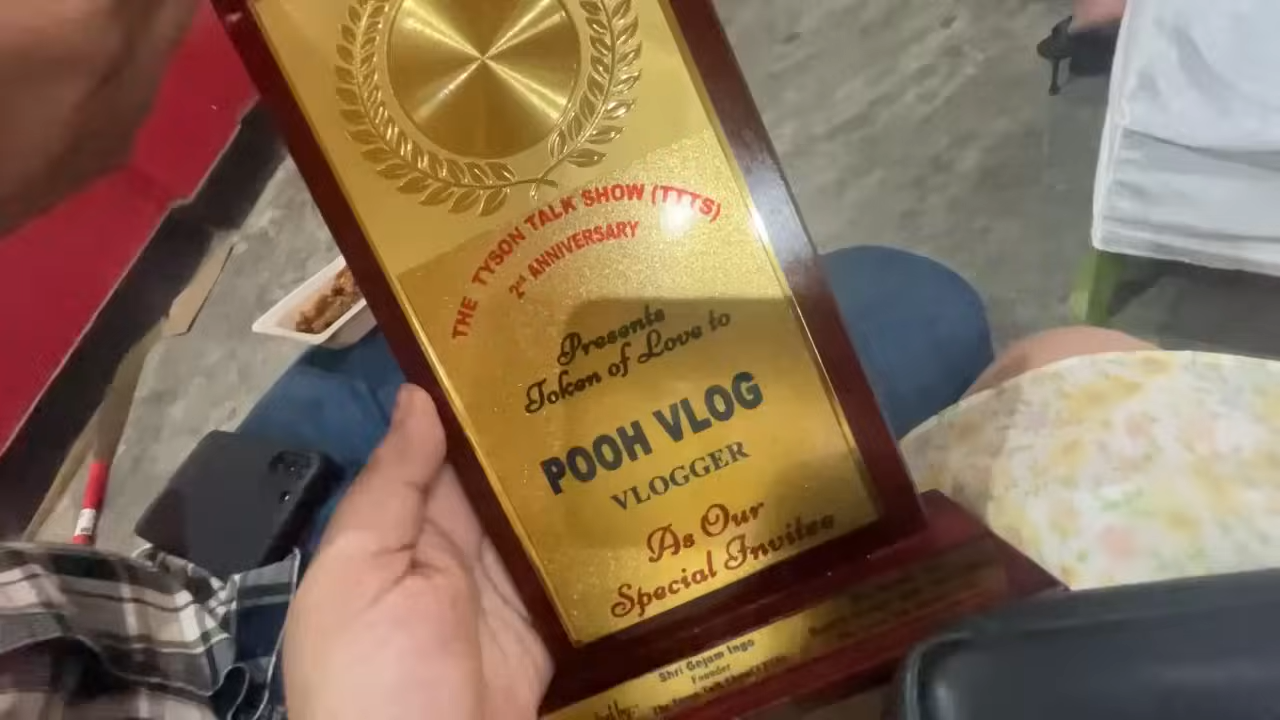 THE TYSON TALK SHOW (TTTS)
2nd ANNIVERSARY
Presents
Token of Love to
POOH VLOG
VLOGGER
As Our
Special Invitee
Shri Gejam Ingo
Founder